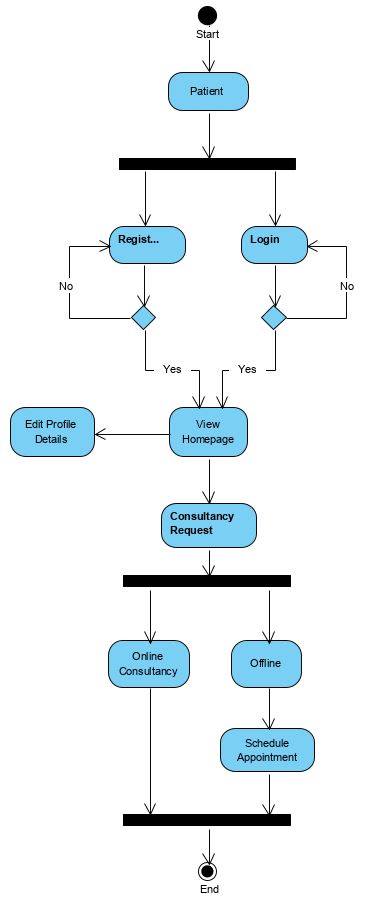 Start
Patient
Regist...
Login
No
No
Yes
Yes
Edit Profile
Details
View
Homepage
Consultancy
Request
Online
Consultancy
Offline
Schedule
Appointment
End